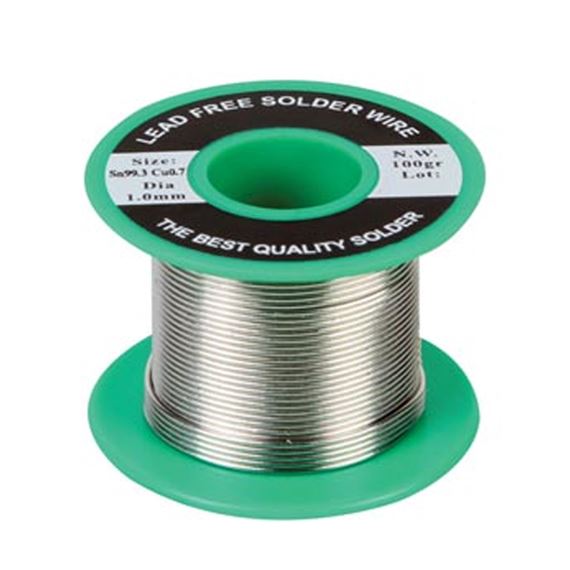 LEAD FREE SOLDER WIRE
Size:
Sn99.3 Cu0.7
Dia
1.0mm
N.W.
100gr
Lot:
THE BEST QUALITY SOLDER